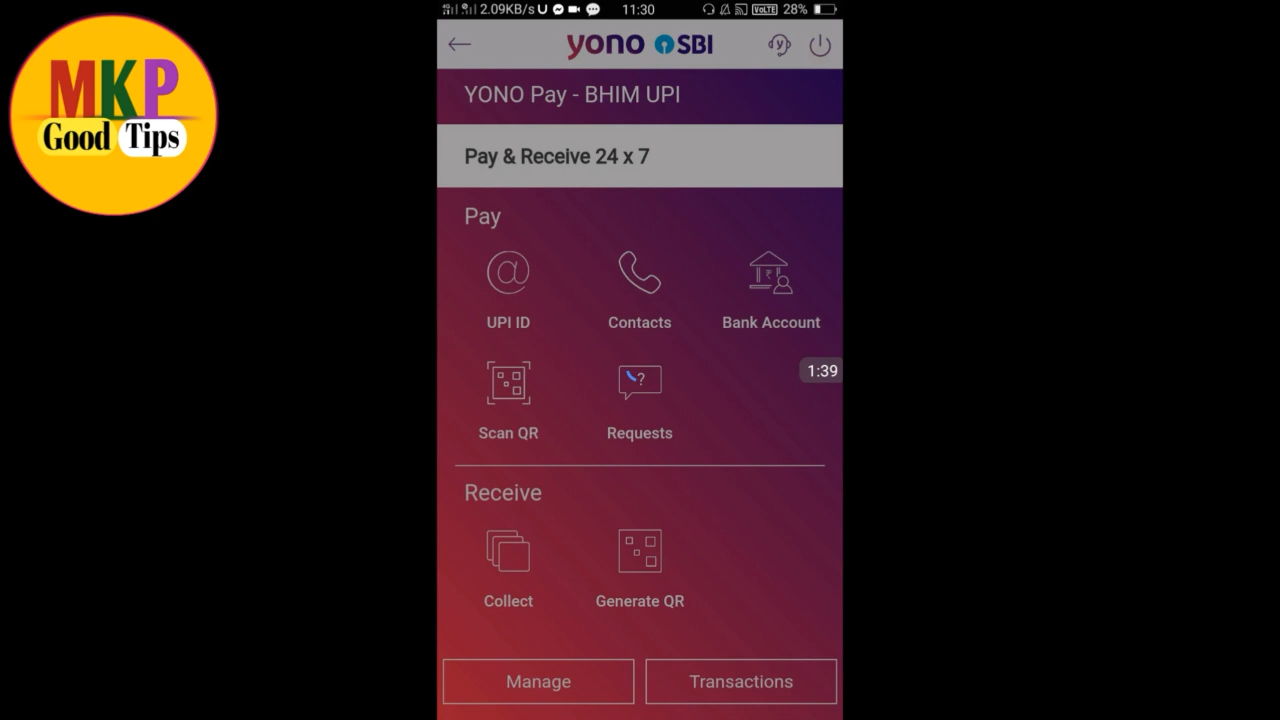 MKP
Good Tips
2.09KB/s U 11:30 VoLTE 28%
yono SBI
YONO Pay - BHIM UPI
Pay & Receive 24 x 7
Pay
UPI ID Contacts Bank Account
1:39
Scan QR Requests
Receive
Collect Generate QR
Manage Transactions